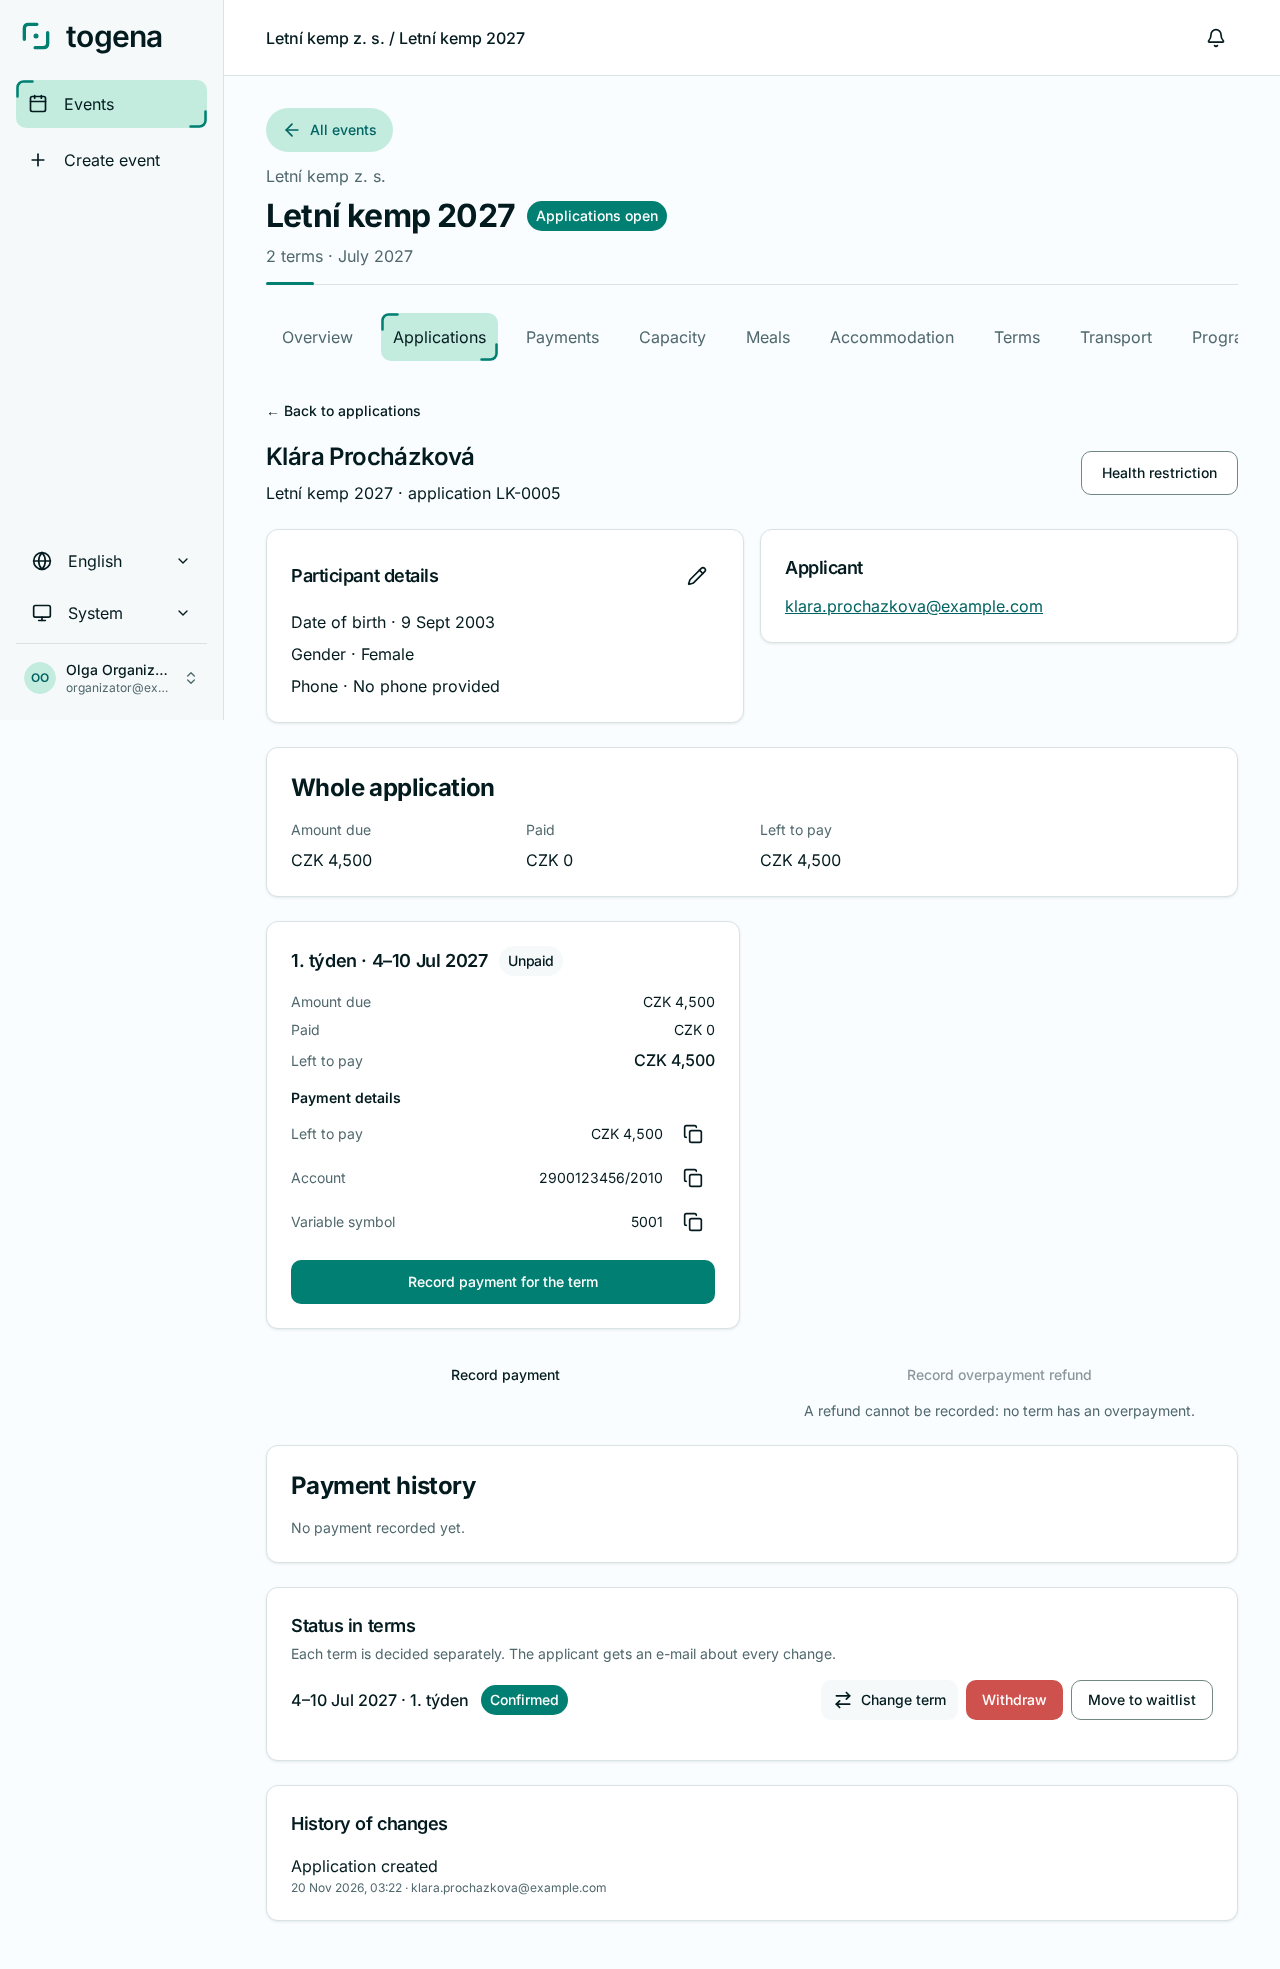 togena
Letní kemp z. s. / Letní kemp 2027
Events
Create event
All events
Letní kemp z. s.
Letní kemp 2027 Applications open
2 terms · July 2027
Overview Applications Payments Capacity Meals Accommodation Terms Transport Progra
← Back to applications
Klára Procházková
Letní kemp 2027 · application LK-0005
Health restriction
English
System
OO Olga Organiz...
organizator@ex...
Participant details
Date of birth · 9 Sept 2003
Gender · Female
Phone · No phone provided
Applicant
klara.prochazkova@example.com
Whole application
Amount due Paid Left to pay
CZK 4,500 CZK 0 CZK 4,500
1. týden · 4–10 Jul 2027 Unpaid
Amount due CZK 4,500
Paid CZK 0
Left to pay CZK 4,500
Payment details
Left to pay CZK 4,500
Account 2900123456/2010
Variable symbol 5001
Record payment for the term
Record payment Record overpayment refund
A refund cannot be recorded: no term has an overpayment.
Payment history
No payment recorded yet.
Status in terms
Each term is decided separately. The applicant gets an e-mail about every change.
4–10 Jul 2027 · 1. týden Confirmed Change term Withdraw Move to waitlist
History of changes
Application created
20 Nov 2026, 03:22 · klara.prochazkova@example.com